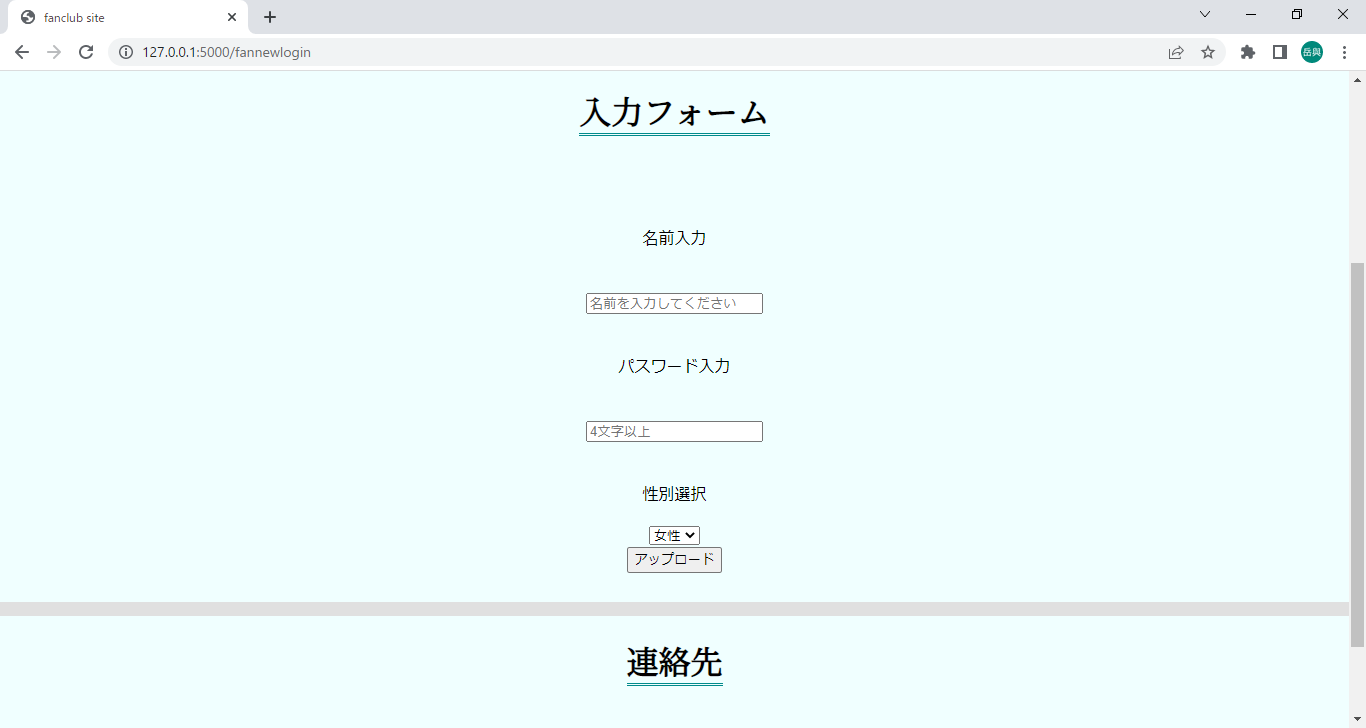 fanclub site
127.0.0.1:5000/fannewlogin
岳與
入力フォーム
名前入力
名前を入力してください
パスワード入力
4文字以上
性別選択
女性
アップロード
連絡先